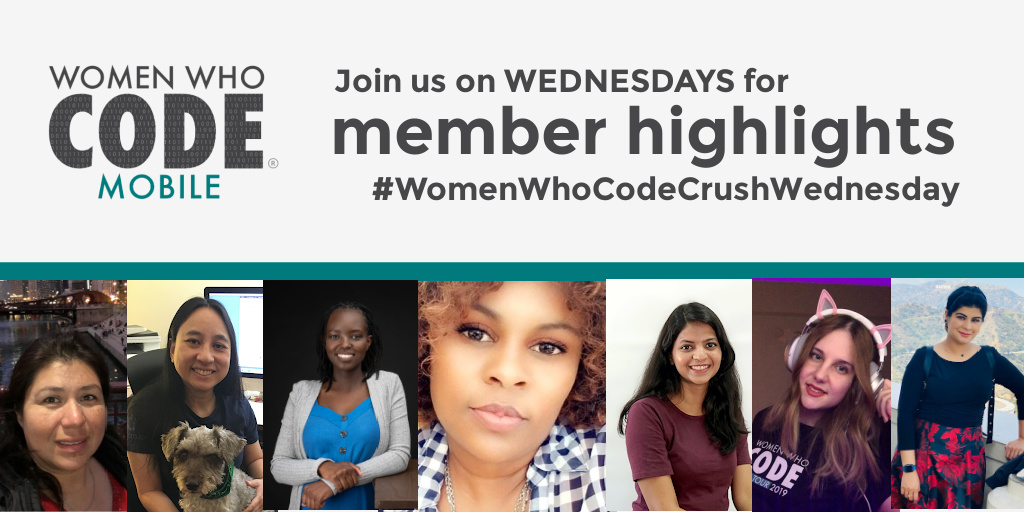 WOMEN WHO
CODE®
MOBILE
Join us on WEDNESDAYS for
member highlights
#WomenWhoCodeCrushWednesday
WOMEN WHO
CODE
TOUR 2019